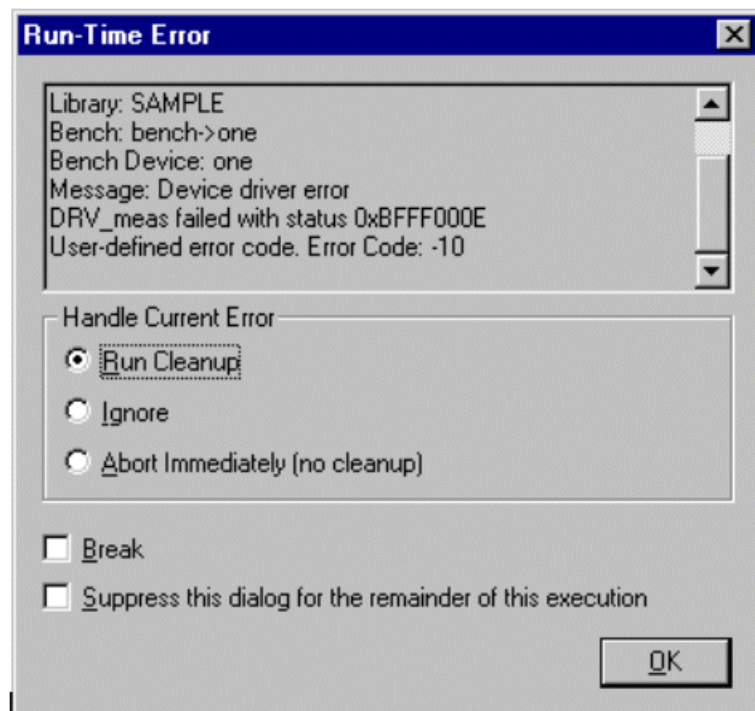 Run-Time Error
Library: SAMPLE
Bench: bench->one
Bench Device: one
Message: Device driver error
DRV_meas failed with status 0xBFFF000E
User-defined error code. Error Code: -10
Handle Current Error
Run Cleanup
Ignore
Abort Immediately (no cleanup)
Break
Suppress this dialog for the remainder of this execution
OK